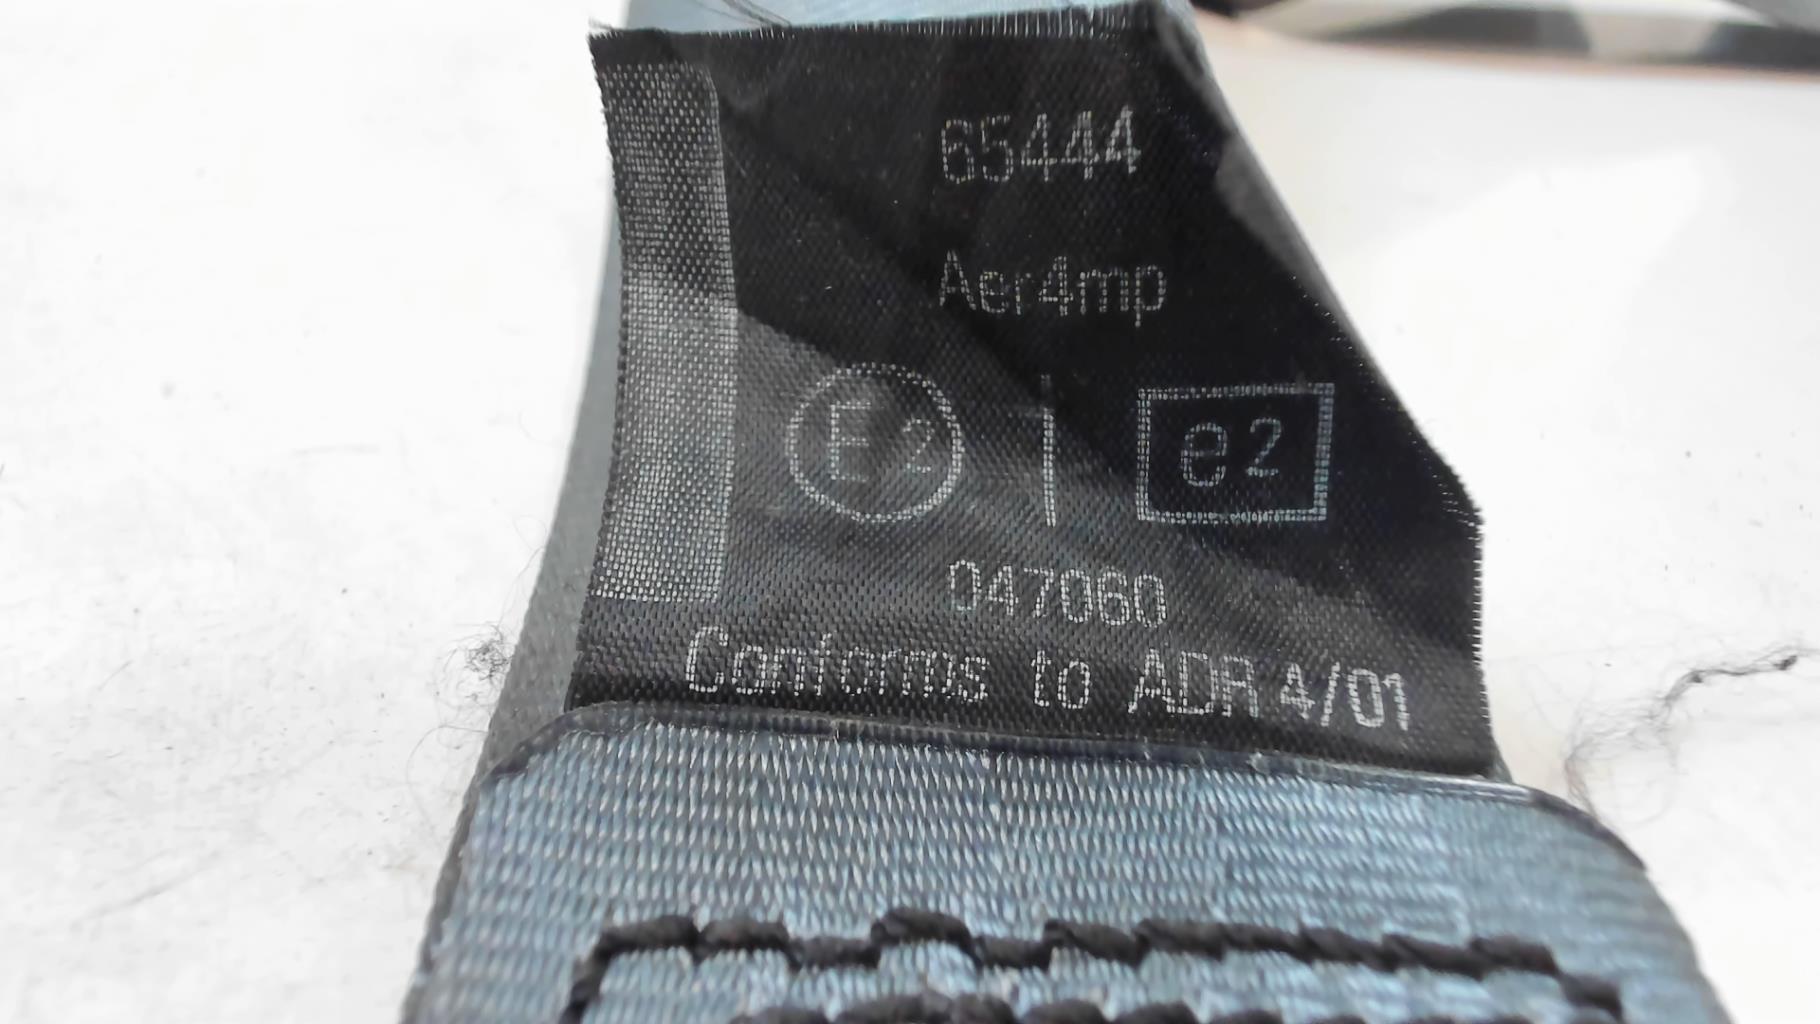 65444
Aer4mp
E2 | e2
047060
Conforms to ADR 4/01